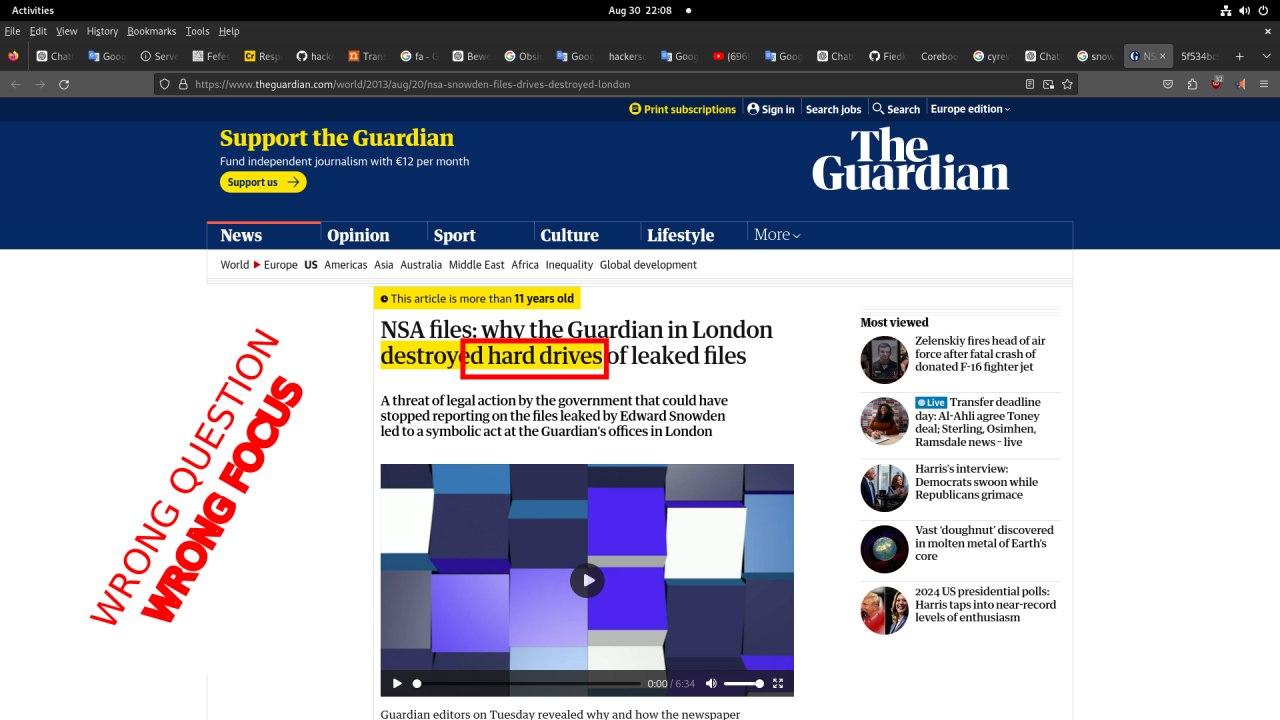 Activities
Aug 30 22:08
File Edit View History Bookmarks Tools Help
Chat
Goog
Serve
Fefes
Resp
hack
Tran
fa - G
Bewe
Obsi
Goog
hackersc
Goog
(696)
Goog
Chat
Fiedk
Coreboo
cyrev
Chat
snow
NS
5f534bc
https://www.theguardian.com/world/2013/aug/20/nsa-snowden-files-drives-destroyed-london
32
Print subscriptions Sign in Search jobs Search Europe edition
Support the Guardian
Fund independent journalism with €12 per month
Support us
The
Guardian
News Opinion Sport Culture Lifestyle More
World Europe US Americas Asia Australia Middle East Africa Inequality Global development
This article is more than 11 years old
NSA files: why the Guardian in London
destroyed hard drives of leaked files
A threat of legal action by the government that could have
stopped reporting on the files leaked by Edward Snowden
led to a symbolic act at the Guardian's offices in London
0:00 / 6:34
Guardian editors on Tuesday revealed why and how the newspaper
WRONG QUESTION
WRONG FOCUS
Most viewed
Zelenskiy fires head of air
force after fatal crash of
donated F-16 fighter jet
Live Transfer deadline
day: Al-Ahli agree Toney
deal; Sterling, Osimhen,
Ramsdale news – live
Harris's interview:
Democrats swoon while
Republicans grimace
Vast 'doughnut' discovered
in molten metal of Earth's
core
2024 US presidential polls:
Harris taps into near-record
levels of enthusiasm